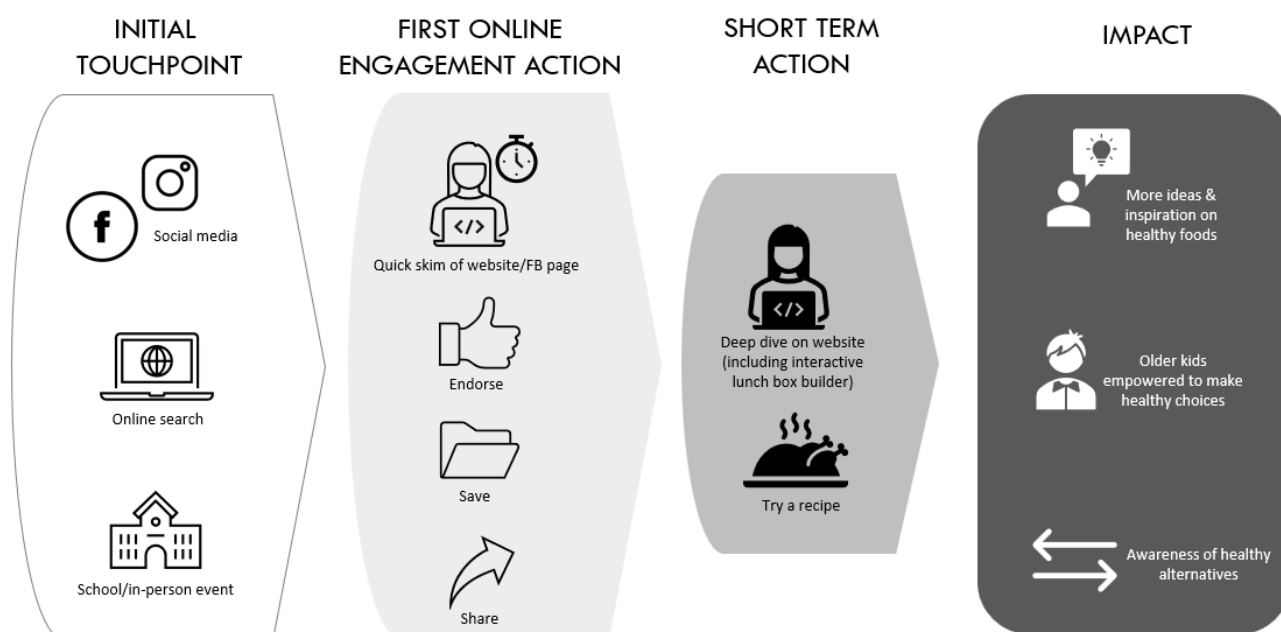 INITIAL
TOUCHPOINT
FIRST ONLINE
ENGAGEMENT ACTION
SHORT TERM
ACTION
IMPACT
f
Social media
Online search
School/in-person event
</>
Quick skim of website/FB page
Endorse
Save
Share
</>
Deep dive on website
(including interactive
lunch box builder)
Try a recipe
More ideas &
inspiration on
healthy foods
Older kids
empowered to make
healthy choices
Awareness of healthy
alternatives